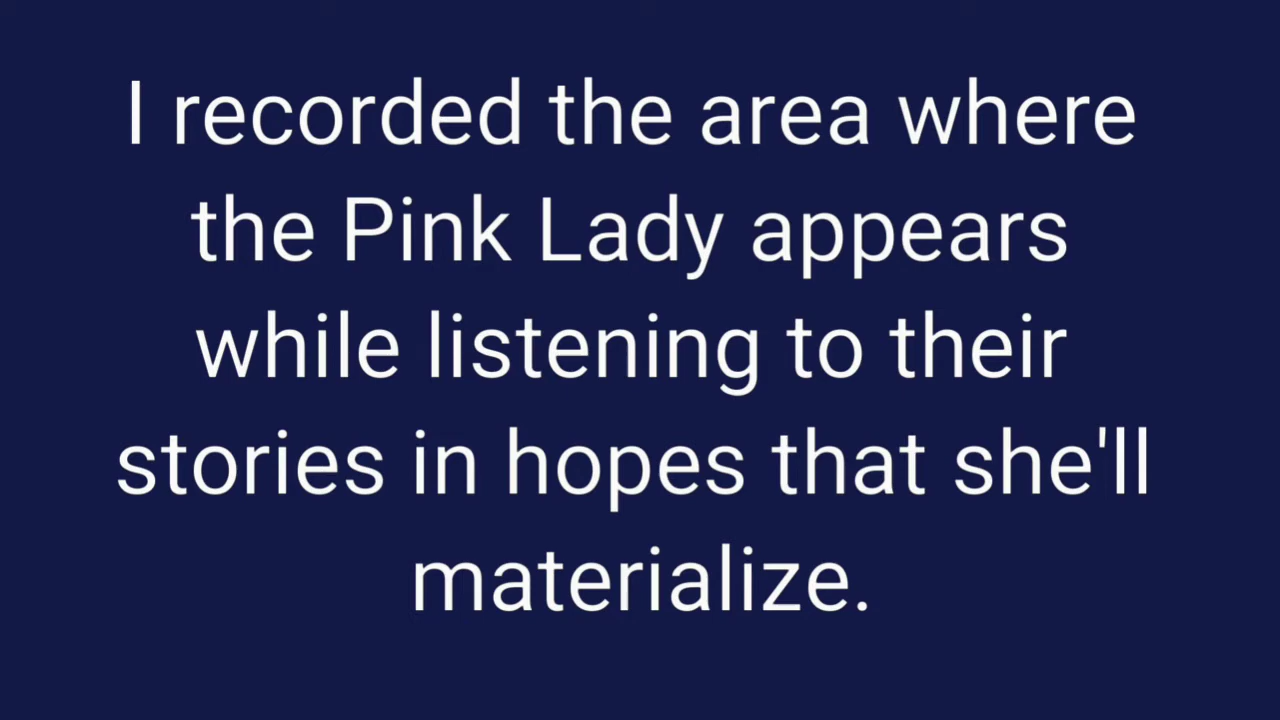 I recorded the area where
the Pink Lady appears
while listening to their
stories in hopes that she'll
materialize.